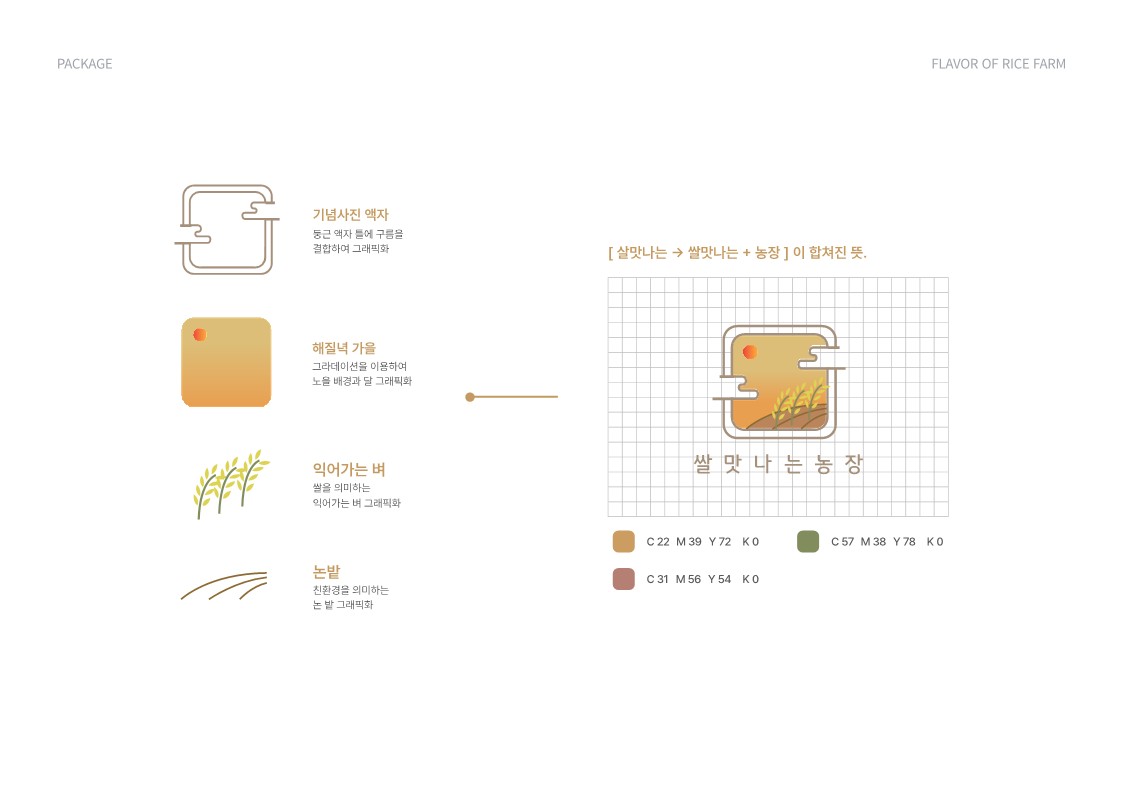 PACKAGE
FLAVOR OF RICE FARM
기념사진 액자
둥근 액자 틀에 구름을
결합하여 그래픽화
해질녘 가을
그라데이션을 이용하여
노을 배경과 달 그래픽화
익어가는 벼
쌀을 의미하는
익어가는 벼 그래픽화
논밭
친환경을 의미하는
논 밭 그래픽화
[ 살맛나는 → 쌀맛나는 + 농장 ] 이 합쳐진 뜻.
쌀맛나는농장
C 22 M 39 Y 72 K 0
C 57 M 38 Y 78 K 0
C 31 M 56 Y 54 K 0